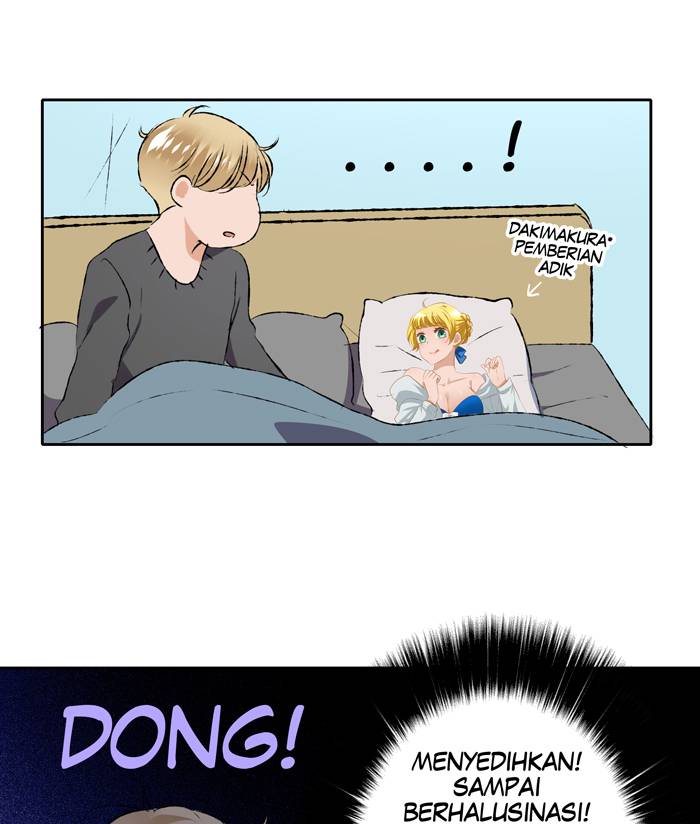 . . . . . !
DAKIMAKURA*
PEMBERIAN
ADIK
DONG!
MENYEDIHKAN!
SAMPAI
BERHALUSINASI!